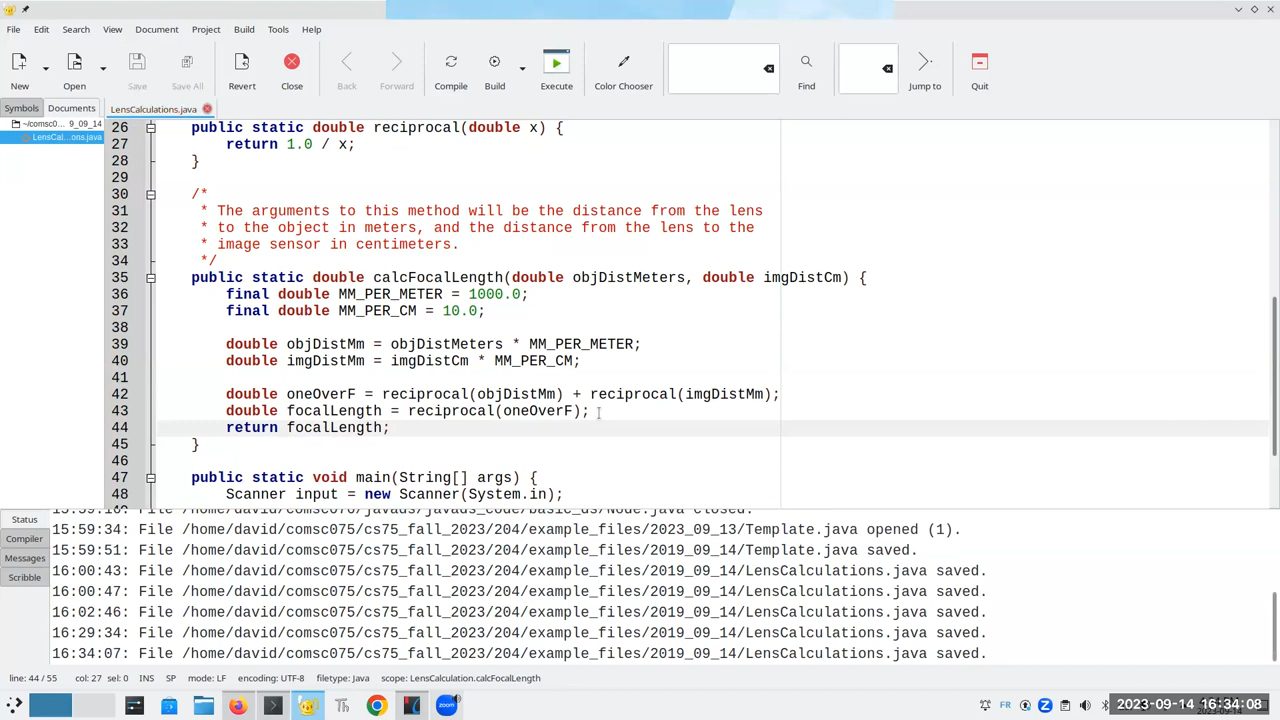 File Edit Search View Document Project Build Tools Help
New Open Save Save All Revert Close Back Forward Compile Build Execute Color Chooser Find Jump to Quit
Symbols Documents LensCalculations.java
~/comsc0... 9_09_14
LensCal...ons.java
26 public static double reciprocal(double x) {
27 return 1.0 / x;
28 }
29
30 /*
31 * The arguments to this method will be the distance from the lens
32 * to the object in meters, and the distance from the lens to the
33 * image sensor in centimeters.
34 */
35 public static double calcFocalLength(double objDistMeters, double imgDistCm) {
36 final double MM_PER_METER = 1000.0;
37 final double MM_PER_CM = 10.0;
38
39 double objDistMm = objDistMeters * MM_PER_METER;
40 double imgDistMm = imgDistCm * MM_PER_CM;
41
42 double oneOverF = reciprocal(objDistMm) + reciprocal(imgDistMm);
43 double focalLength = reciprocal(oneOverF);
44 return focalLength;
45 }
46
47 public static void main(String[] args) {
48 Scanner input = new Scanner(System.in);
Status
Compiler
Messages
Scribble
15:59:34: File /home/david/comsc075/cs75_fall_2023/204/example_files/2023_09_13/Template.java opened (1).
15:59:51: File /home/david/comsc075/cs75_fall_2023/204/example_files/2019_09_14/Template.java saved.
16:00:43: File /home/david/comsc075/cs75_fall_2023/204/example_files/2019_09_14/LensCalculations.java saved.
16:00:47: File /home/david/comsc075/cs75_fall_2023/204/example_files/2019_09_14/LensCalculations.java saved.
16:02:46: File /home/david/comsc075/cs75_fall_2023/204/example_files/2019_09_14/LensCalculations.java saved.
16:29:34: File /home/david/comsc075/cs75_fall_2023/204/example_files/2019_09_14/LensCalculations.java saved.
16:34:07: File /home/david/comsc075/cs75_fall_2023/204/example_files/2019_09_14/LensCalculations.java saved.
line: 44 / 55 col: 27 sel: 0 INS SP mode: LF encoding: UTF-8 filetype: Java scope: LensCalculation.calcFocalLength
zoom FR 2023-09-14 16:34:08